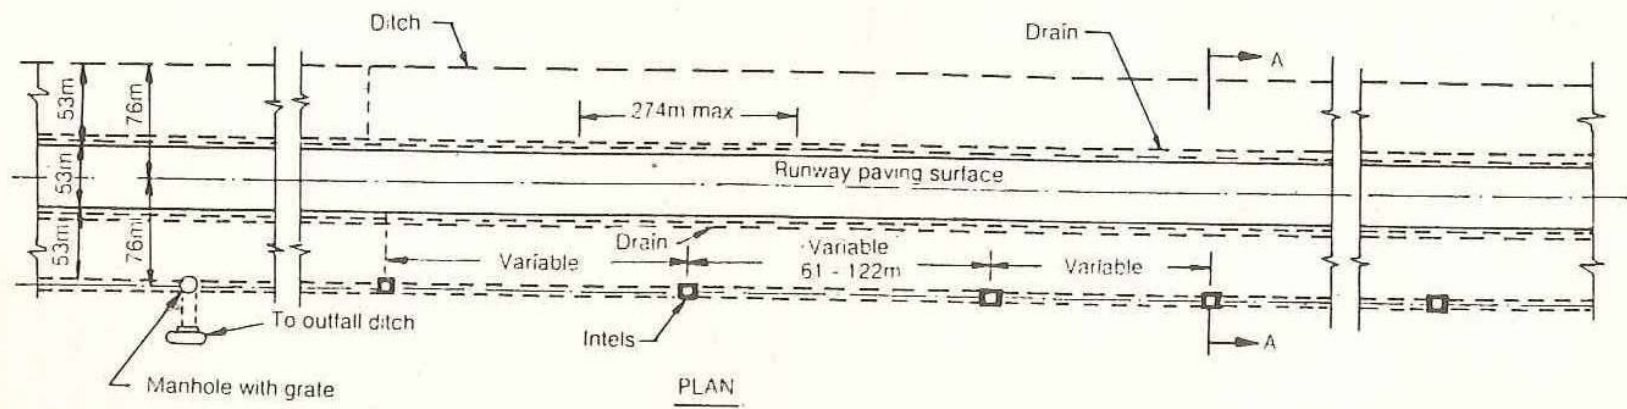 Ditch
Drain
A
53m
76m
274m max
53m
Runway paving surface
53m
76m
Drain
Variable
Variable
61 - 122m
Variable
To outfall ditch
Intels
A
Manhole with grate
PLAN